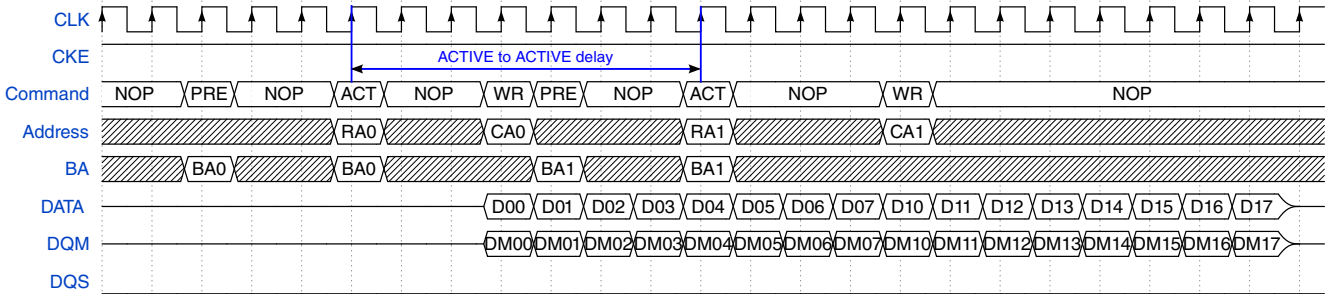 CLK
CKE ACTIVE to ACTIVE delay
Command NOP PRE NOP ACT NOP WR PRE NOP ACT NOP WR NOP
Address RA0 CA0 RA1 CA1
BA BA0 BA0 BA1 BA1
DATA D00 D01 D02 D03 D04 D05 D06 D07 D10 D11 D12 D13 D14 D15 D16 D17
DQM DM00 DM01 DM02 DM03 DM04 DM05 DM06 DM07 DM10 DM11 DM12 DM13 DM14 DM15 DM16 DM17
DQS